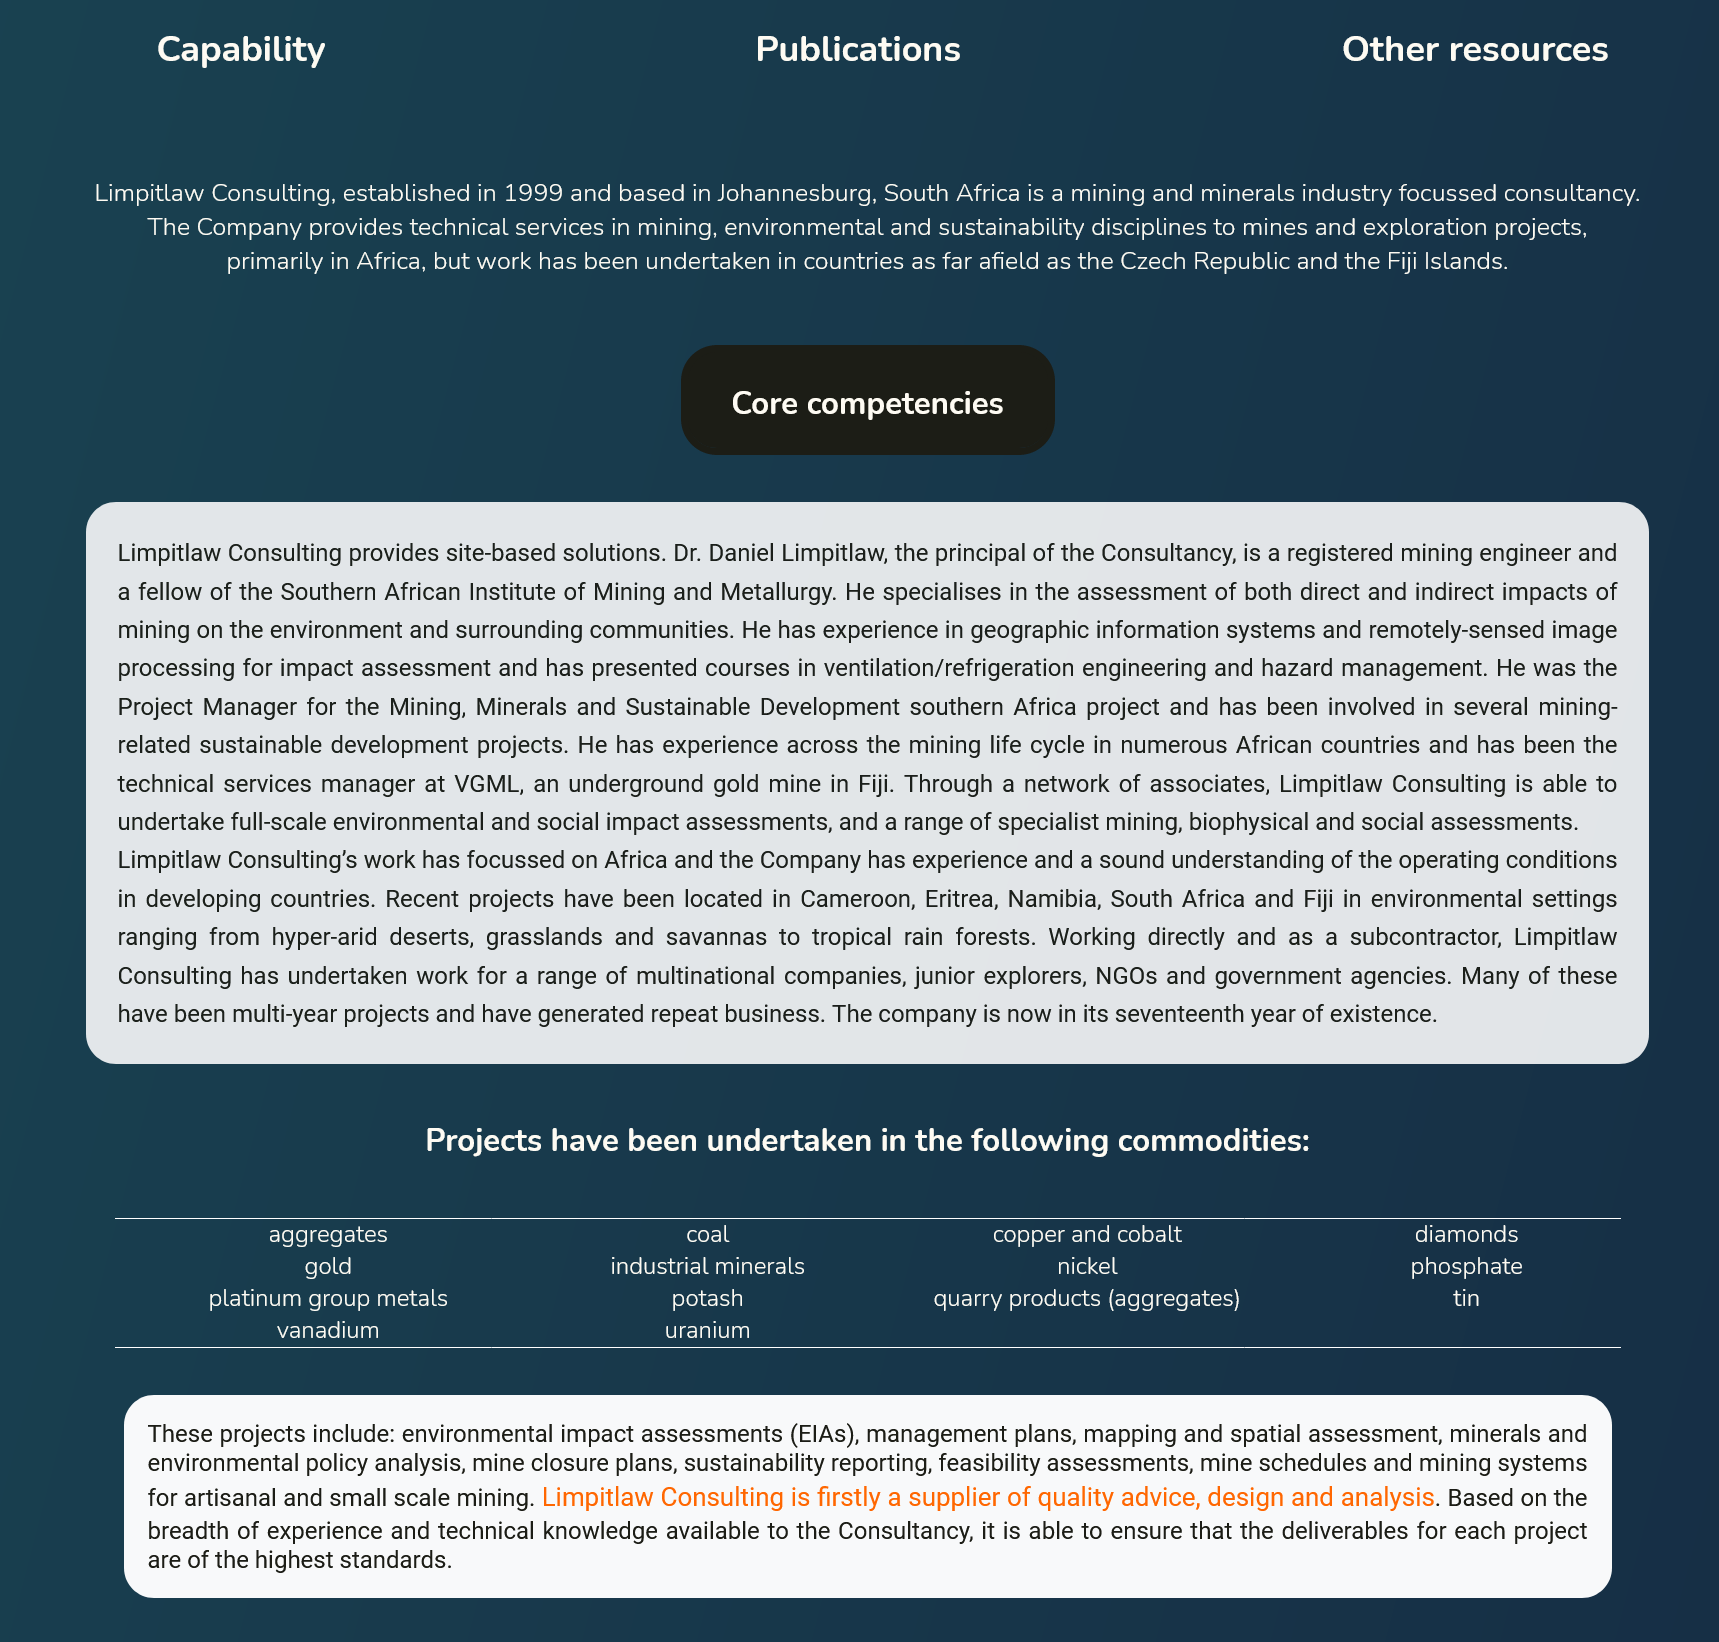 Capability Publications Other resources
Limpitlaw Consulting, established in 1999 and based in Johannesburg, South Africa is a mining and minerals industry focussed consultancy.
The Company provides technical services in mining, environmental and sustainability disciplines to mines and exploration projects,
primarily in Africa, but work has been undertaken in countries as far afield as the Czech Republic and the Fiji Islands.
Core competencies
Limpitlaw Consulting provides site-based solutions. Dr. Daniel Limpitlaw, the principal of the Consultancy, is a registered mining engineer and
a fellow of the Southern African Institute of Mining and Metallurgy. He specialises in the assessment of both direct and indirect impacts of
mining on the environment and surrounding communities. He has experience in geographic information systems and remotely-sensed image
processing for impact assessment and has presented courses in ventilation/refrigeration engineering and hazard management. He was the
Project Manager for the Mining, Minerals and Sustainable Development southern Africa project and has been involved in several mining-
related sustainable development projects. He has experience across the mining life cycle in numerous African countries and has been the
technical services manager at VGML, an underground gold mine in Fiji. Through a network of associates, Limpitlaw Consulting is able to
undertake full-scale environmental and social impact assessments, and a range of specialist mining, biophysical and social assessments.
Limpitlaw Consulting’s work has focussed on Africa and the Company has experience and a sound understanding of the operating conditions
in developing countries. Recent projects have been located in Cameroon, Eritrea, Namibia, South Africa and Fiji in environmental settings
ranging from hyper-arid deserts, grasslands and savannas to tropical rain forests. Working directly and as a subcontractor, Limpitlaw
Consulting has undertaken work for a range of multinational companies, junior explorers, NGOs and government agencies. Many of these
have been multi-year projects and have generated repeat business. The company is now in its seventeenth year of existence.
Projects have been undertaken in the following commodities:
aggregates coal copper and cobalt diamonds
gold industrial minerals nickel phosphate
platinum group metals potash quarry products (aggregates) tin
vanadium uranium
These projects include: environmental impact assessments (EIAs), management plans, mapping and spatial assessment, minerals and
environmental policy analysis, mine closure plans, sustainability reporting, feasibility assessments, mine schedules and mining systems
for artisanal and small scale mining. Limpitlaw Consulting is firstly a supplier of quality advice, design and analysis. Based on the
breadth of experience and technical knowledge available to the Consultancy, it is able to ensure that the deliverables for each project
are of the highest standards.